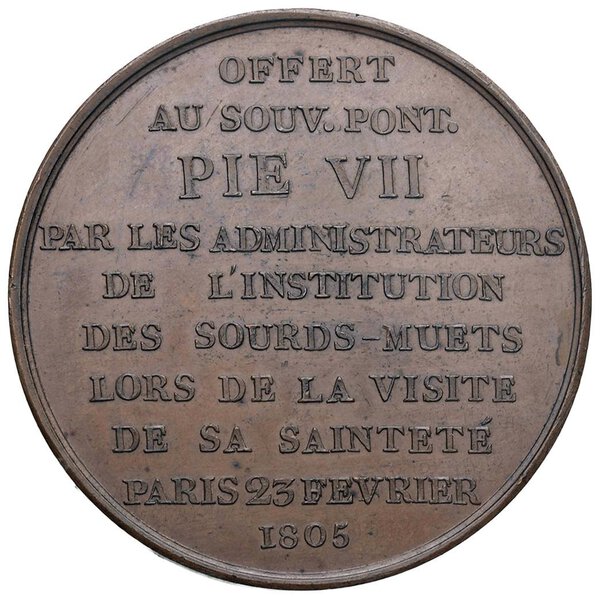 OFFERT
AU SOUV. PONT.
PIE VII
PAR LES ADMINISTRATEURS
DE L'INSTITUTION
DES SOURDS-MUETS
LORS DE LA VISITE
DE SA SAINTETÉ
PARIS 23 FEVRIER
1805